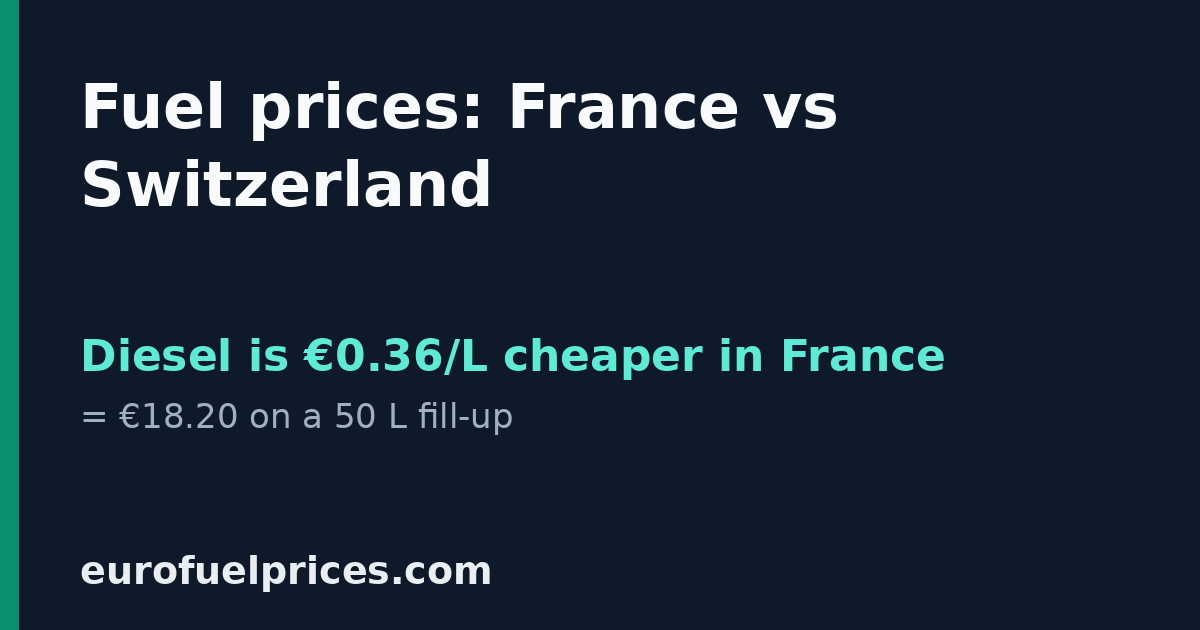 Fuel prices: France vs
Switzerland
Diesel is €0.36/L cheaper in France
= €18.20 on a 50 L fill-up
eurofuelprices.com